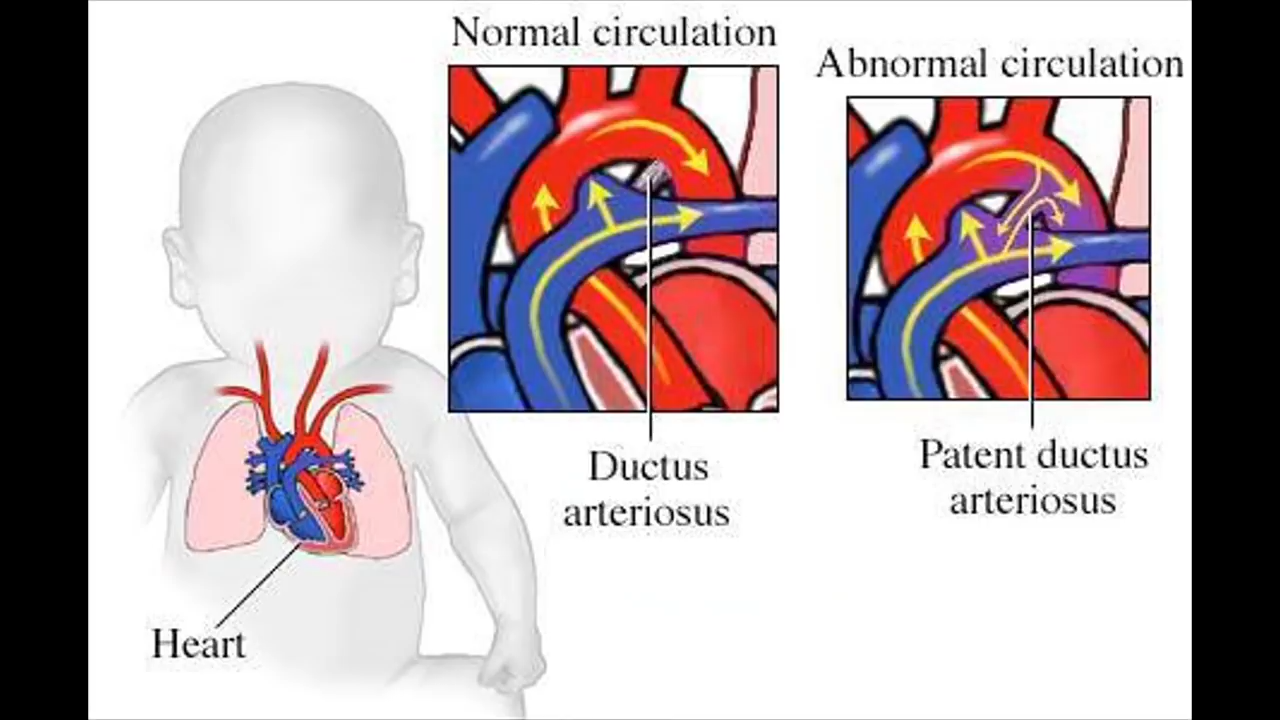 Normal circulation
Abnormal circulation
Ductus
arteriosus
Patent ductus
arteriosus
Heart